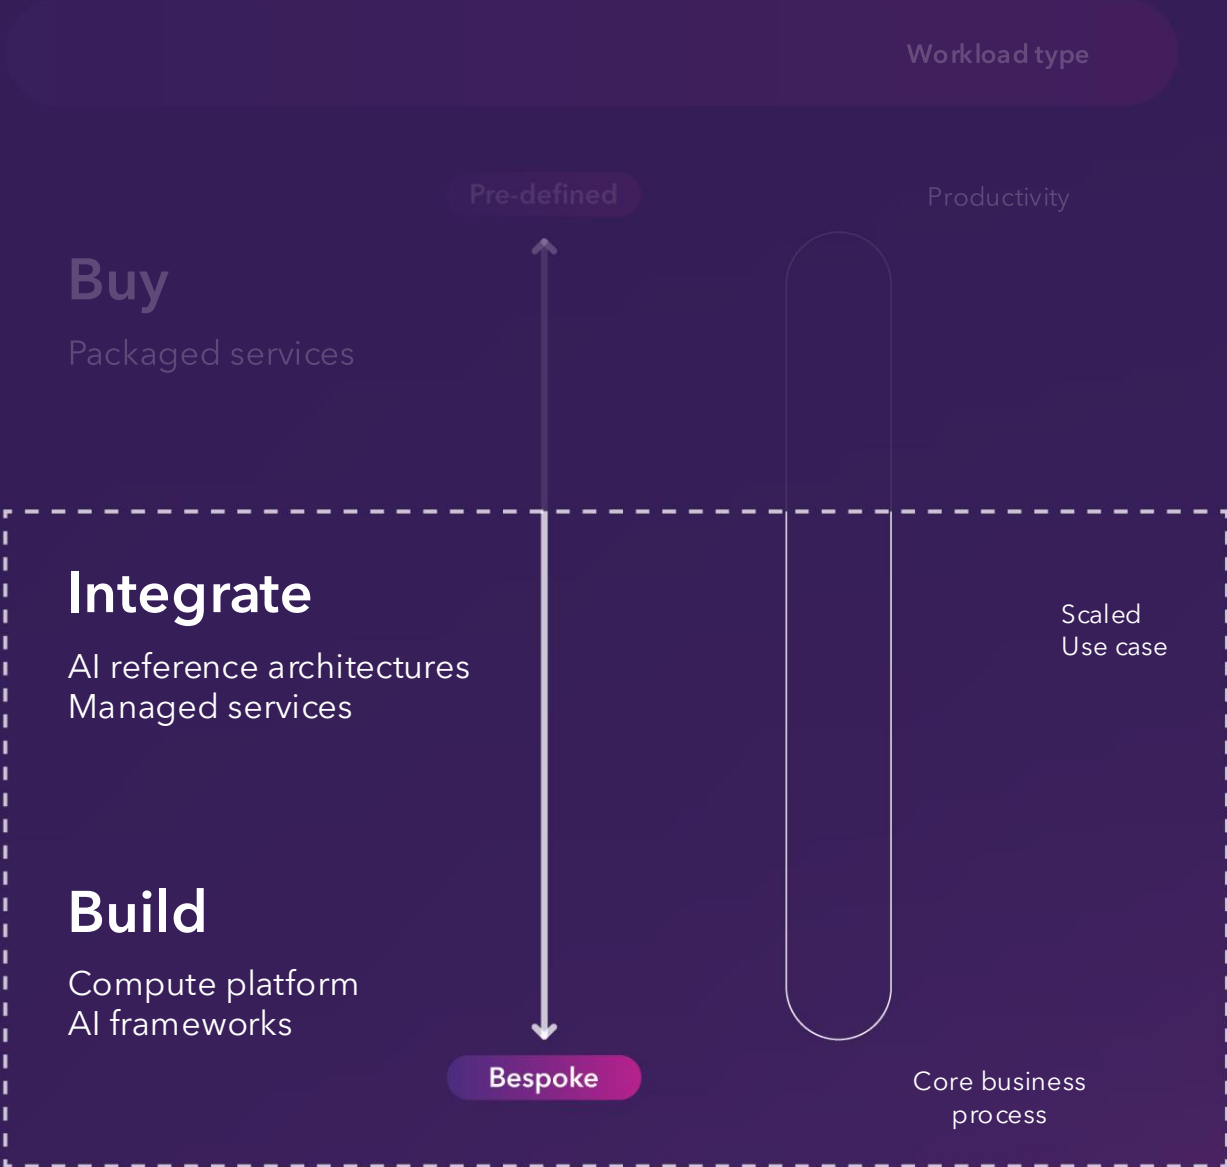 Workload type
Pre-defined
Productivity
Buy
Packaged services
Integrate
AI reference architectures
Managed services
Scaled
Use case
Build
Compute platform
AI frameworks
Bespoke
Core business
process